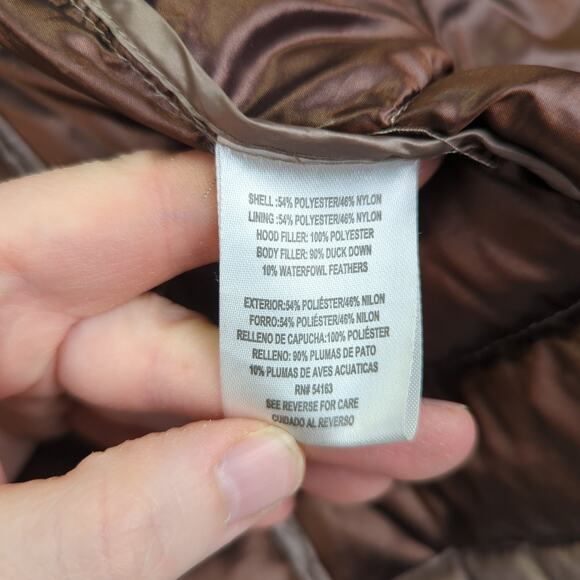 SHELL :54% POLYESTER/46% NYLON
LINING :54% POLYESTER/46% NYLON
HOOD FILLER: 100% POLYESTER
BODY FILLER: 90% DUCK DOWN
10% WATERFOWL FEATHERS
EXTERIOR:54% POLIÉSTER/46% NILON
FORRO:54% POLIÉSTER/46% NILON
RELLENO DE CAPUCHA:100% POLIÉSTER
RELLENO: 90% PLUMAS DE PATO
10% PLUMAS DE AVES ACUATICAS
RN# 54163
SEE REVERSE FOR CARE
CUIDADO AL REVERSO